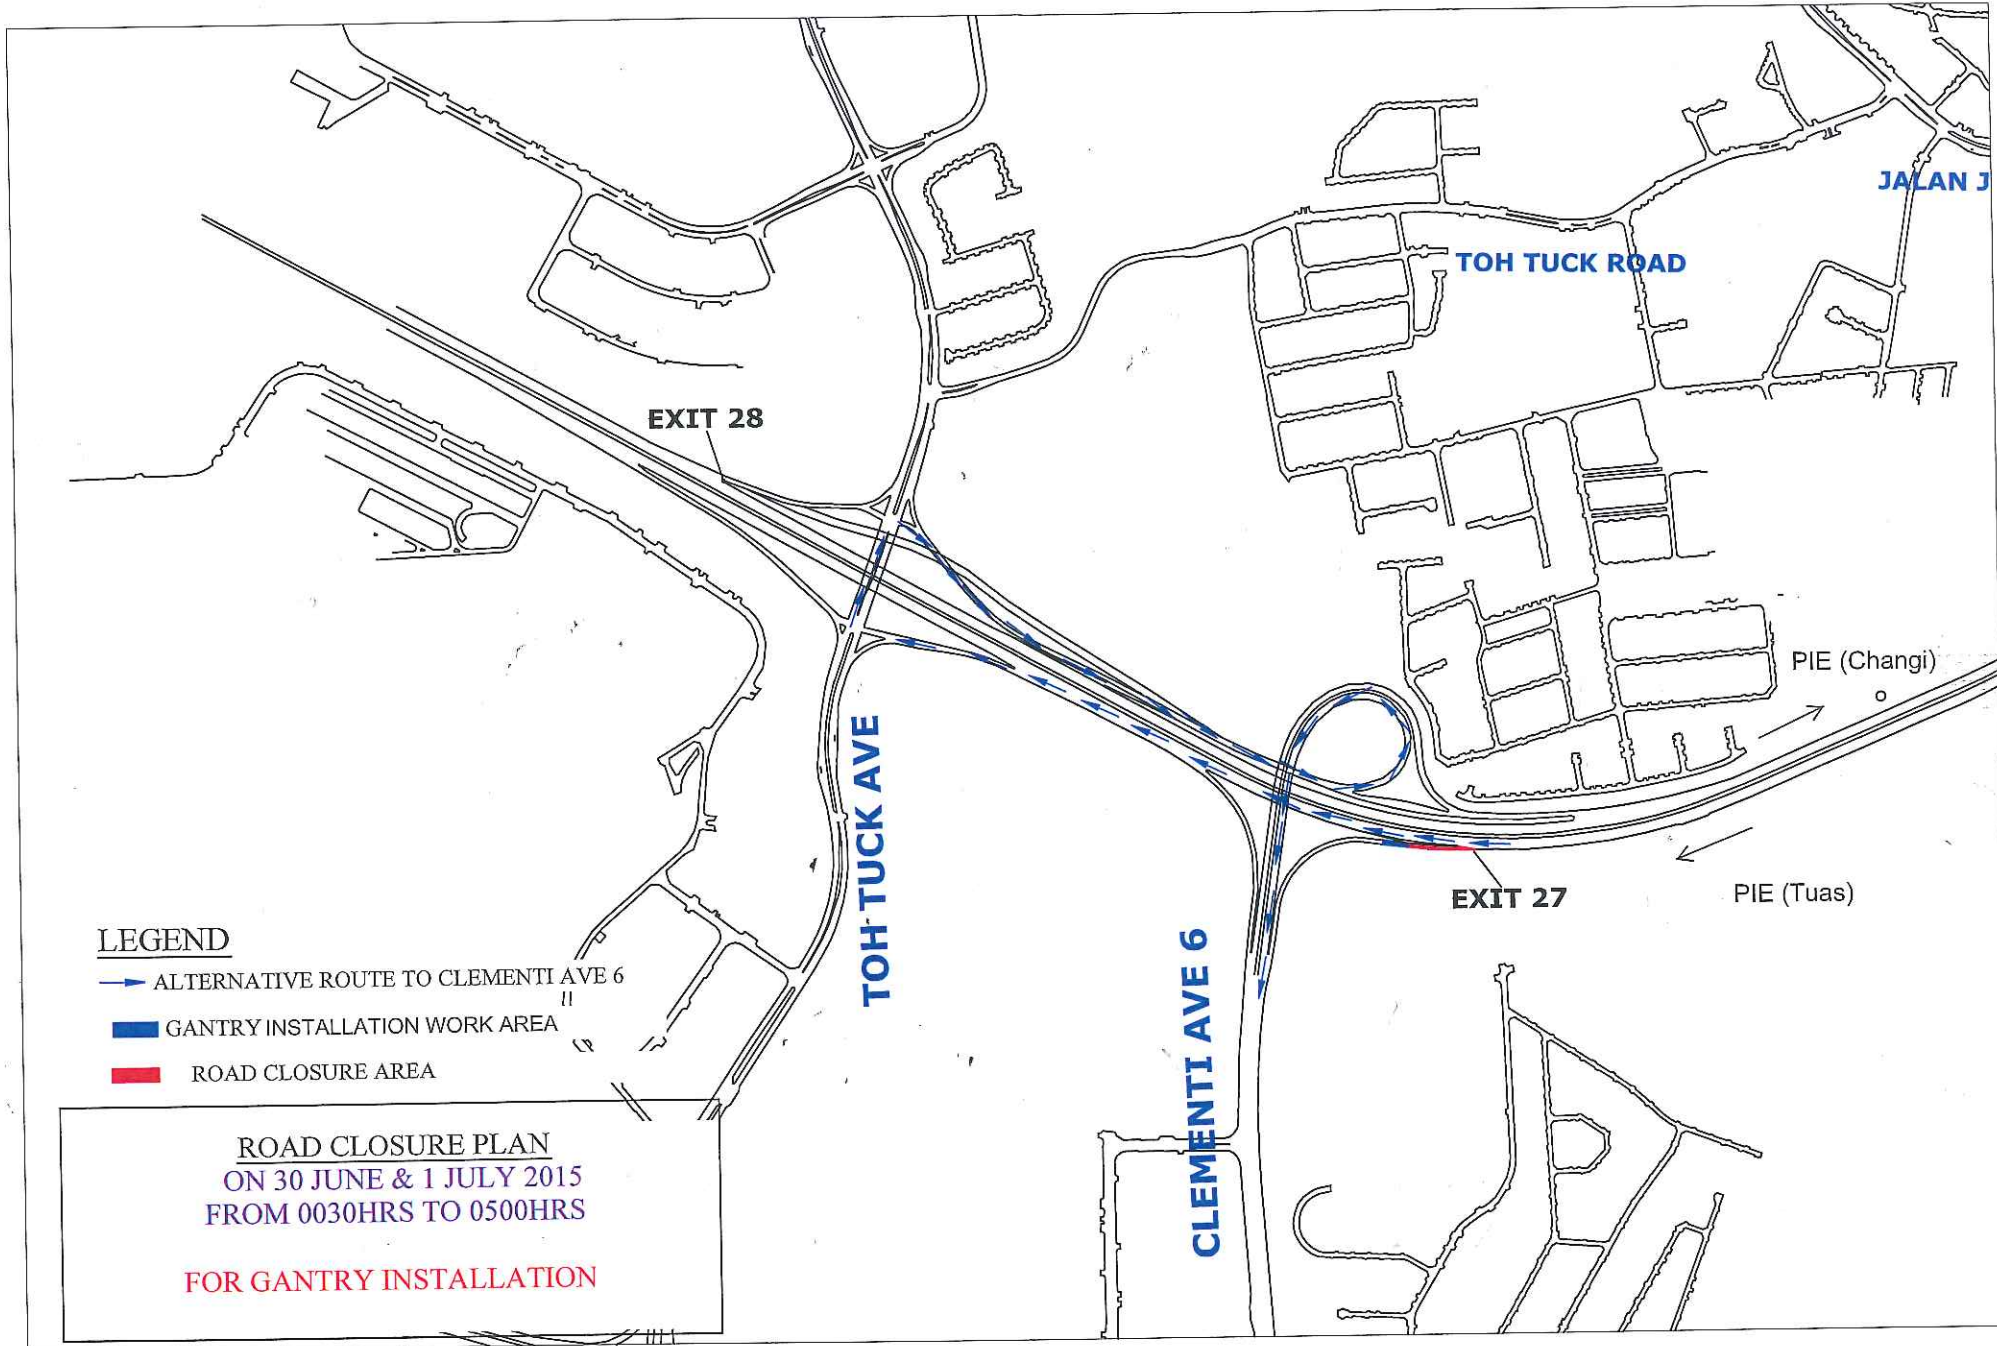 JALAN J
TOH TUCK ROAD
EXIT 28
PIE (Changi)
TOH TUCK AVE
EXIT 27
PIE (Tuas)
CLEMENTI AVE 6
LEGEND
ALTERNATIVE ROUTE TO CLEMENTI AVE 6
GANTRY INSTALLATION WORK AREA
ROAD CLOSURE AREA
ROAD CLOSURE PLAN
ON 30 JUNE & 1 JULY 2015
FROM 0030HRS TO 0500HRS
FOR GANTRY INSTALLATION